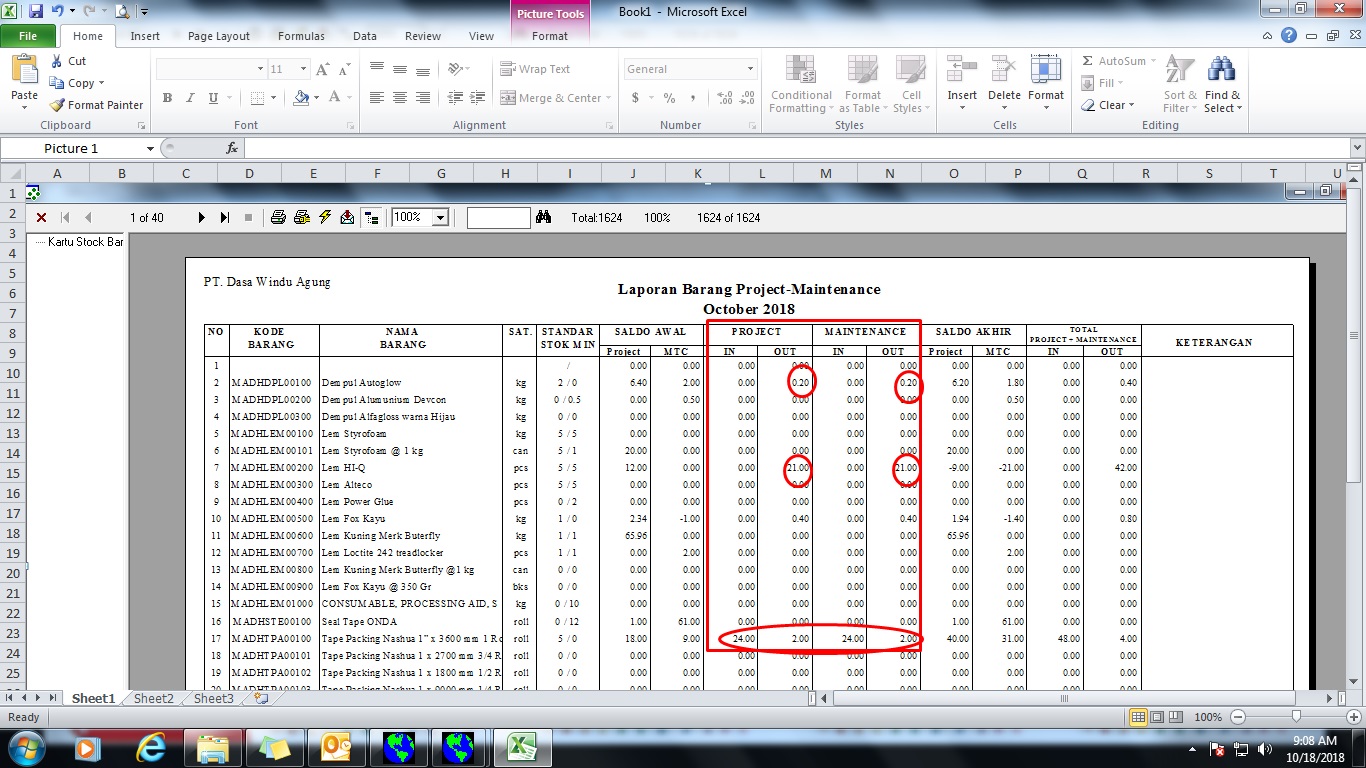 Picture Tools
Book1 - Microsoft Excel
File Home Insert Page Layout Formulas Data Review View Format
Paste
Cut
Copy
Format Painter
Clipboard
11
B I U
Font
Wrap Text
Merge & Center
Alignment
General
$ % ,
Number
Conditional Formatting
Format as Table
Cell Styles
Styles
Insert Delete Format
Cells
AutoSum
Fill
Clear
Sort & Filter
Find & Select
Editing
Picture 1
fx
A B C D E F G H I J K L M N O P Q R S T U
1 of 40 100% Total:1624 100% 1624 of 1624
Kartu Stock Bar
PT. Dasa Windu Agung
Laporan Barang Project-Maintenance
October 2018
NO KODE BARANG NAMA BARANG SAT. STANDAR STOK MIN SALDO AWAL PROJECT MAINTENANCE SALDO AKHIR TOTAL PROJECT + MAINTENANCE KETERANGAN
Project MTC IN OUT IN OUT Project MTC IN OUT
1 / 0.00 0.00 0.00 0.00 0.00 0.00 0.00 0.00 0.00 0.00
2 MADHDPL00100 Dempul Autoglow kg 2 / 0 6.40 2.00 0.00 0.20 0.00 0.20 6.20 1.80 0.00 0.40
3 MADHDPL00200 Dempul Alumunium Devcon kg 0 / 0.5 0.00 0.50 0.00 0.00 0.00 0.00 0.00 0.50 0.00 0.00
4 MADHDPL00300 Dempul Alfagloss warna Hijau kg 0 / 0 0.00 0.00 0.00 0.00 0.00 0.00 0.00 0.00 0.00 0.00
5 MADHLEM00100 Lem Styrofoam kg 5 / 5 0.00 0.00 0.00 0.00 0.00 0.00 0.00 0.00 0.00 0.00
6 MADHLEM00101 Lem Styrofoam @ 1 kg can 5 / 1 20.00 0.00 0.00 0.00 0.00 0.00 20.00 0.00 0.00 0.00
7 MADHLEM00200 Lem HI-Q pcs 5 / 5 12.00 0.00 0.00 21.00 0.00 21.00 -9.00 -21.00 0.00 42.00
8 MADHLEM00300 Lem Alteco pcs 5 / 5 0.00 0.00 0.00 0.00 0.00 0.00 0.00 0.00 0.00 0.00
9 MADHLEM00400 Lem Power Glue pcs 0 / 2 0.00 0.00 0.00 0.00 0.00 0.00 0.00 0.00 0.00 0.00
10 MADHLEM00500 Lem Fox Kayu kg 1 / 0 2.34 -1.00 0.00 0.40 0.00 0.40 1.94 -1.40 0.00 0.80
11 MADHLEM00600 Lem Kuning Merk Buterfly kg 1 / 1 65.96 0.00 0.00 0.00 0.00 0.00 65.96 0.00 0.00 0.00
12 MADHLEM00700 Lem Loctite 242 treadlocker pcs 1 / 1 0.00 2.00 0.00 0.00 0.00 0.00 0.00 2.00 0.00 0.00
13 MADHLEM00800 Lem Kuning Merk Butterfly @1 kg can 0 / 0 0.00 0.00 0.00 0.00 0.00 0.00 0.00 0.00 0.00 0.00
14 MADHLEM00900 Lem Fox Kayu @ 350 Gr bks 0 / 0 0.00 0.00 0.00 0.00 0.00 0.00 0.00 0.00 0.00 0.00
15 MADHLEM01000 CONSUMABLE, PROCESSING AID, S kg 0 / 10 0.00 0.00 0.00 0.00 0.00 0.00 0.00 0.00 0.00 0.00
16 MADHSTE00100 Seal Tape ONDA roll 0 / 12 1.00 61.00 0.00 0.00 0.00 0.00 1.00 61.00 0.00 0.00
17 MADHTPA00100 Tape Packing Nashua 1" x 3600 mm 1 Ro roll 5 / 0 18.00 9.00 24.00 2.00 24.00 2.00 40.00 31.00 48.00 4.00
18 MADHTPA00101 Tape Packing Nashua 1 x 2700 mm 3/4 R roll 0 / 0 0.00 0.00 0.00 0.00 0.00 0.00 0.00 0.00 0.00 0.00
19 MADHTPA00102 Tape Packing Nashua 1 x 1800 mm 1/2 R roll 0 / 0 0.00 0.00 0.00 0.00 0.00 0.00 0.00 0.00 0.00 0.00
1 2 3 4 5 6 7 8 9 10 11 12 13 14 15 16 17 18 19 20 21 22 23 24 25
Sheet1 Sheet2 Sheet3
Ready 100%
9:08 AM
10/18/2018